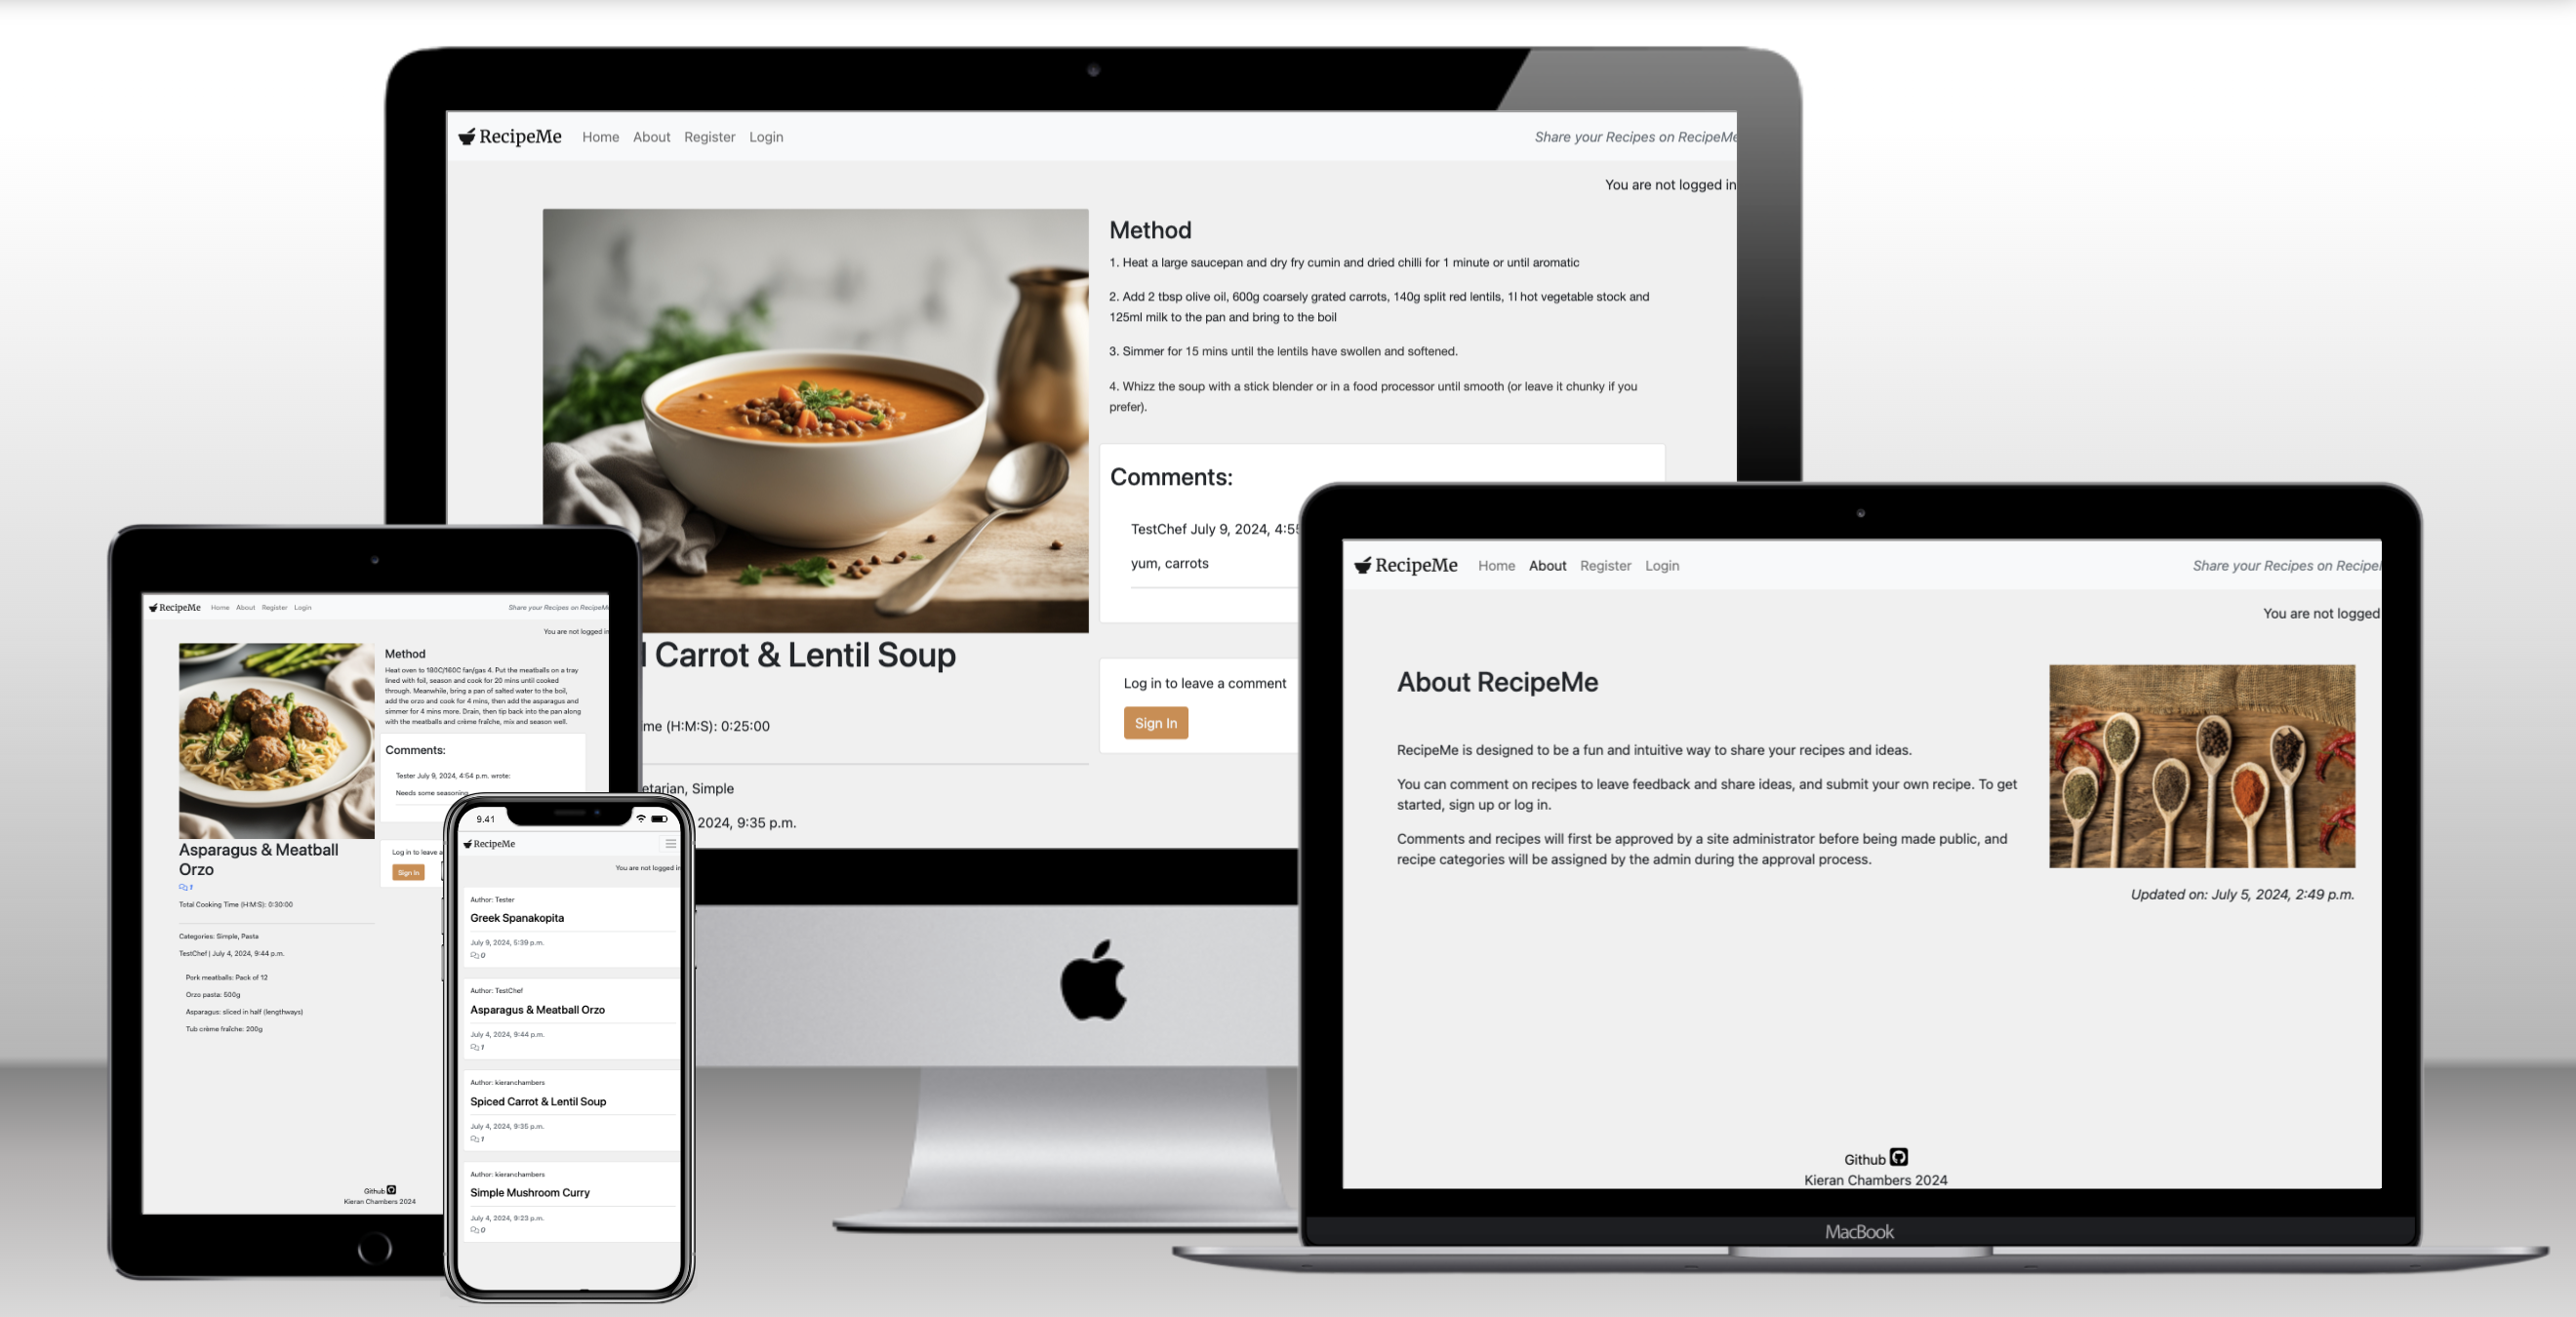 RecipeMe Home About Register Login Share your Recipes on RecipeMe
You are not logged in
Method
1. Heat a large saucepan and dry fry cumin and dried chilli for 1 minute or until aromatic
2. Add 2 tbsp olive oil, 600g coarsely grated carrots, 140g split red lentils, 1l hot vegetable stock and
125ml milk to the pan and bring to the boil
3. Simmer for 15 mins until the lentils have swollen and softened.
4. Whizz the soup with a stick blender or in a food processor until smooth (or leave it chunky if you
prefer).
Comments:
TestChef July 9, 2024, 4:55
yum, carrots
Carrot & Lentil Soup
Log in to leave a comment
Sign In
me (H:M:S): 0:25:00
etarian, Simple
2024, 9:35 p.m.
RecipeMe Home About Register Login Share your Recipes on RecipeM
You are not logged in
Method
Heat oven to 180C/160C fan/gas 4. Put the meatballs on a tray
lined with foil, season and cook for 20 mins until cooked
through. Meanwhile, bring a pan of salted water to the boil,
add the orzo and cook for 4 mins, then add the asparagus and
simmer for 4 mins more. Drain, then tip back into the pan along
with the meatballs and crème fraîche, mix and season well.
Comments:
Tester July 9, 2024, 4:54 p.m. wrote:
Needs some seasoning
Asparagus & Meatball
Orzo
1
Log in to leave a
Sign In
Total Cooking Time (H:M:S): 0:30:00
Categories: Simple, Pasta
TestChef | July 4, 2024, 9:44 p.m.
Pork meatballs: Pack of 12
Orzo pasta: 500g
Asparagus: sliced in half (lengthways)
Tub crème fraîche: 200g
Github
Kieran Chambers 2024
9.41
RecipeMe
You are not logged in
Author: Tester
Greek Spanakopita
July 9, 2024, 5:39 p.m.
0
Author: TestChef
Asparagus & Meatball Orzo
July 4, 2024, 9:44 p.m.
1
Author: kieranchambers
Spiced Carrot & Lentil Soup
July 4, 2024, 9:35 p.m.
1
Author: kieranchambers
Simple Mushroom Curry
July 4, 2024, 9:23 p.m.
0
RecipeMe Home About Register Login Share your Recipes on Recipe
You are not logged
About RecipeMe
RecipeMe is designed to be a fun and intuitive way to share your recipes and ideas.
You can comment on recipes to leave feedback and share ideas, and submit your own recipe. To get
started, sign up or log in.
Comments and recipes will first be approved by a site administrator before being made public, and
recipe categories will be assigned by the admin during the approval process.
Updated on: July 5, 2024, 2:49 p.m.
Github
Kieran Chambers 2024
MacBook